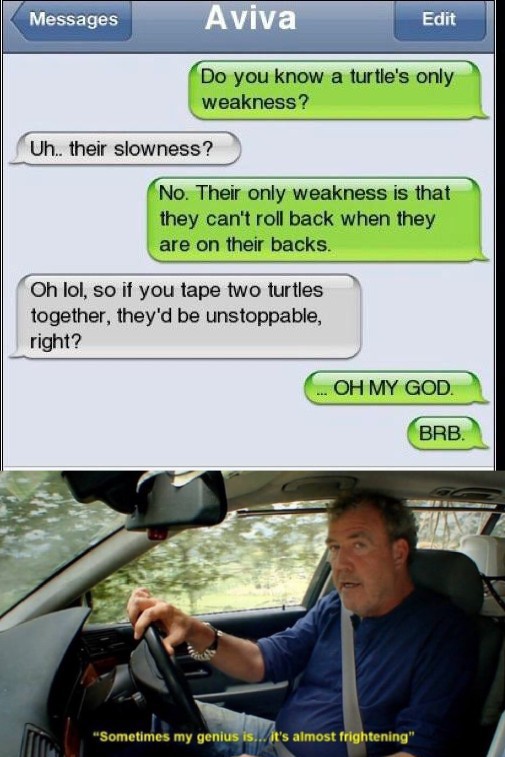 Messages
Aviva
Edit
Do you know a turtle's only
weakness?
Uh.. their slowness?
No. Their only weakness is that
they can't roll back when they
are on their backs.
Oh lol, so if you tape two turtles
together, they'd be unstoppable,
right?
... OH MY GOD.
BRB.
"Sometimes my genius is... it's almost frightening"